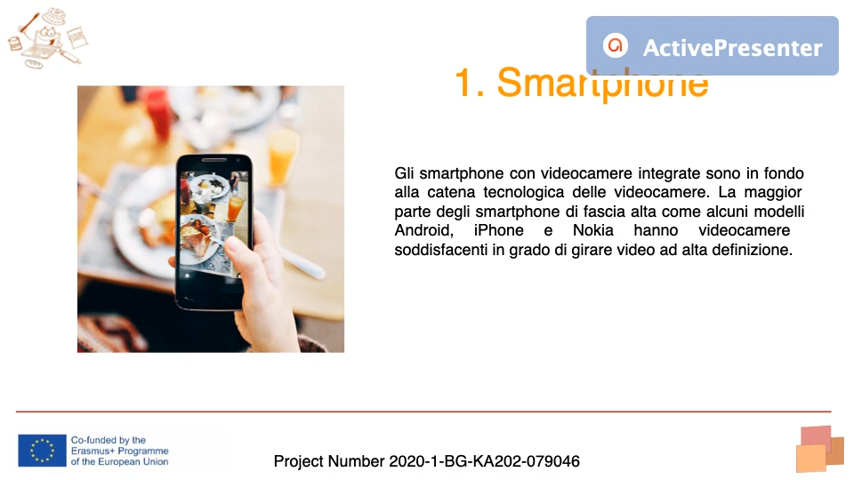 ActivePresenter
1. Smartphone
Gli smartphone con videocamere integrate sono in fondo
alla catena tecnologica delle videocamere. La maggior
parte degli smartphone di fascia alta come alcuni modelli
Android, iPhone e Nokia hanno videocamere
soddisfacenti in grado di girare video ad alta definizione.
Co-funded by the
Erasmus+ Programme
of the European Union
Project Number 2020-1-BG-KA202-079046